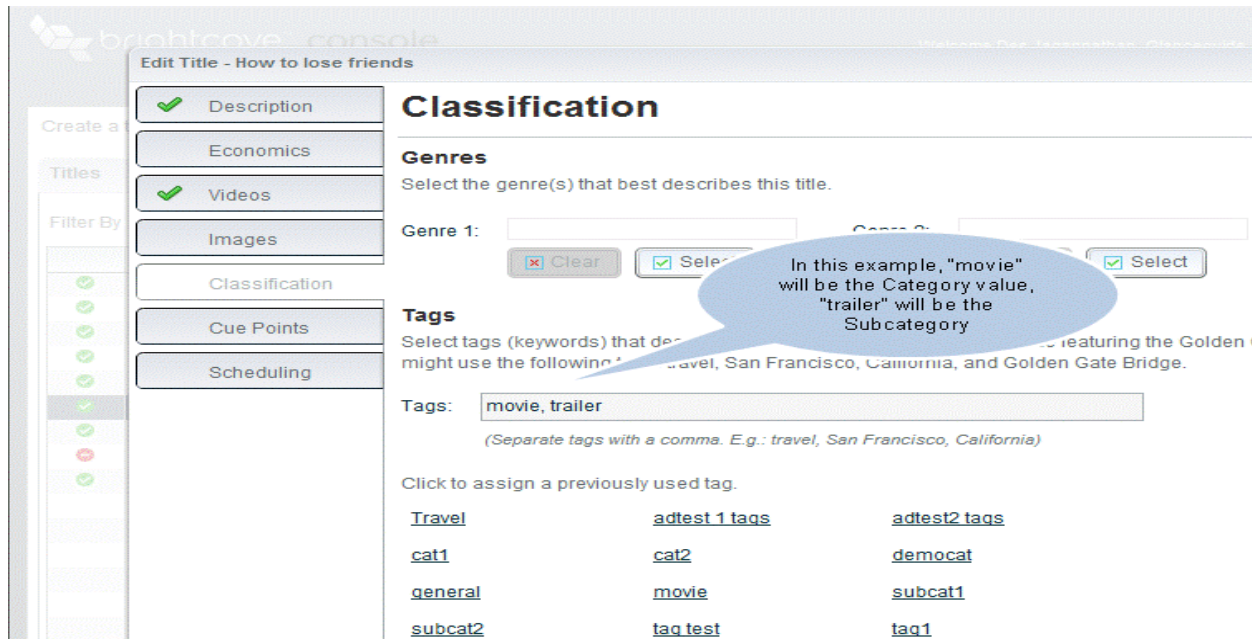 brightcove console
Edit Title - How to lose friends
Create a
Titles
Filter By
Description
Economics
Videos
Images
Classification
Cue Points
Scheduling
Classification
Genres
Select the genre(s) that best describes this title.
Genre 1:
Clear
Select
In this example, "movie"
will be the Category value,
"trailer" will be the
Subcategory
Tags
Select tags (keywords) that featuring the Golden
might use the following travel, San Francisco, California, and Golden Gate Bridge.
Tags: movie, trailer
(Separate tags with a comma. E.g.: travel, San Francisco, California)
Click to assign a previously used tag.
Travel adtest 1 tags adtest2 tags
cat1 cat2 democat
general movie subcat1
subcat2 tag test tag1